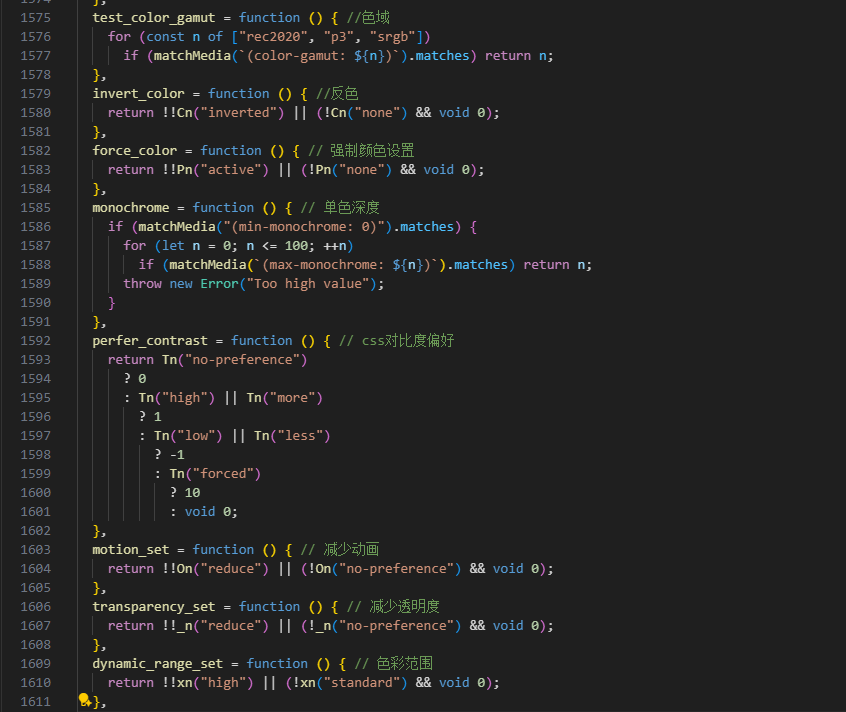 1575 test_color_gamut = function () { //色域
1576 for (const n of ["rec2020", "p3", "srgb"])
1577 if (matchMedia(`(color-gamut: ${n})`).matches) return n;
1578 },
1579 invert_color = function () { //反色
1580 return !!Cn("inverted") || (!Cn("none") && void 0);
1581 },
1582 force_color = function () { // 强制颜色设置
1583 return !!Pn("active") || (!Pn("none") && void 0);
1584 },
1585 monochrome = function () { // 单色深度
1586 if (matchMedia("(min-monochrome: 0)").matches) {
1587 for (let n = 0; n <= 100; ++n)
1588 if (matchMedia(`(max-monochrome: ${n})`).matches) return n;
1589 throw new Error("Too high value");
1590 }
1591 },
1592 perfer_contrast = function () { // css对比度偏好
1593 return Tn("no-preference")
1594 ? 0
1595 : Tn("high") || Tn("more")
1596 ? 1
1597 : Tn("low") || Tn("less")
1598 ? -1
1599 : Tn("forced")
1600 ? 10
1601 : void 0;
1602 },
1603 motion_set = function () { // 减少动画
1604 return !!On("reduce") || (!On("no-preference") && void 0);
1605 },
1606 transparency_set = function () { // 减少透明度
1607 return !!_n("reduce") || (!_n("no-preference") && void 0);
1608 },
1609 dynamic_range_set = function () { // 色彩范围
1610 return !!xn("high") || (!xn("standard") && void 0);
1611 },